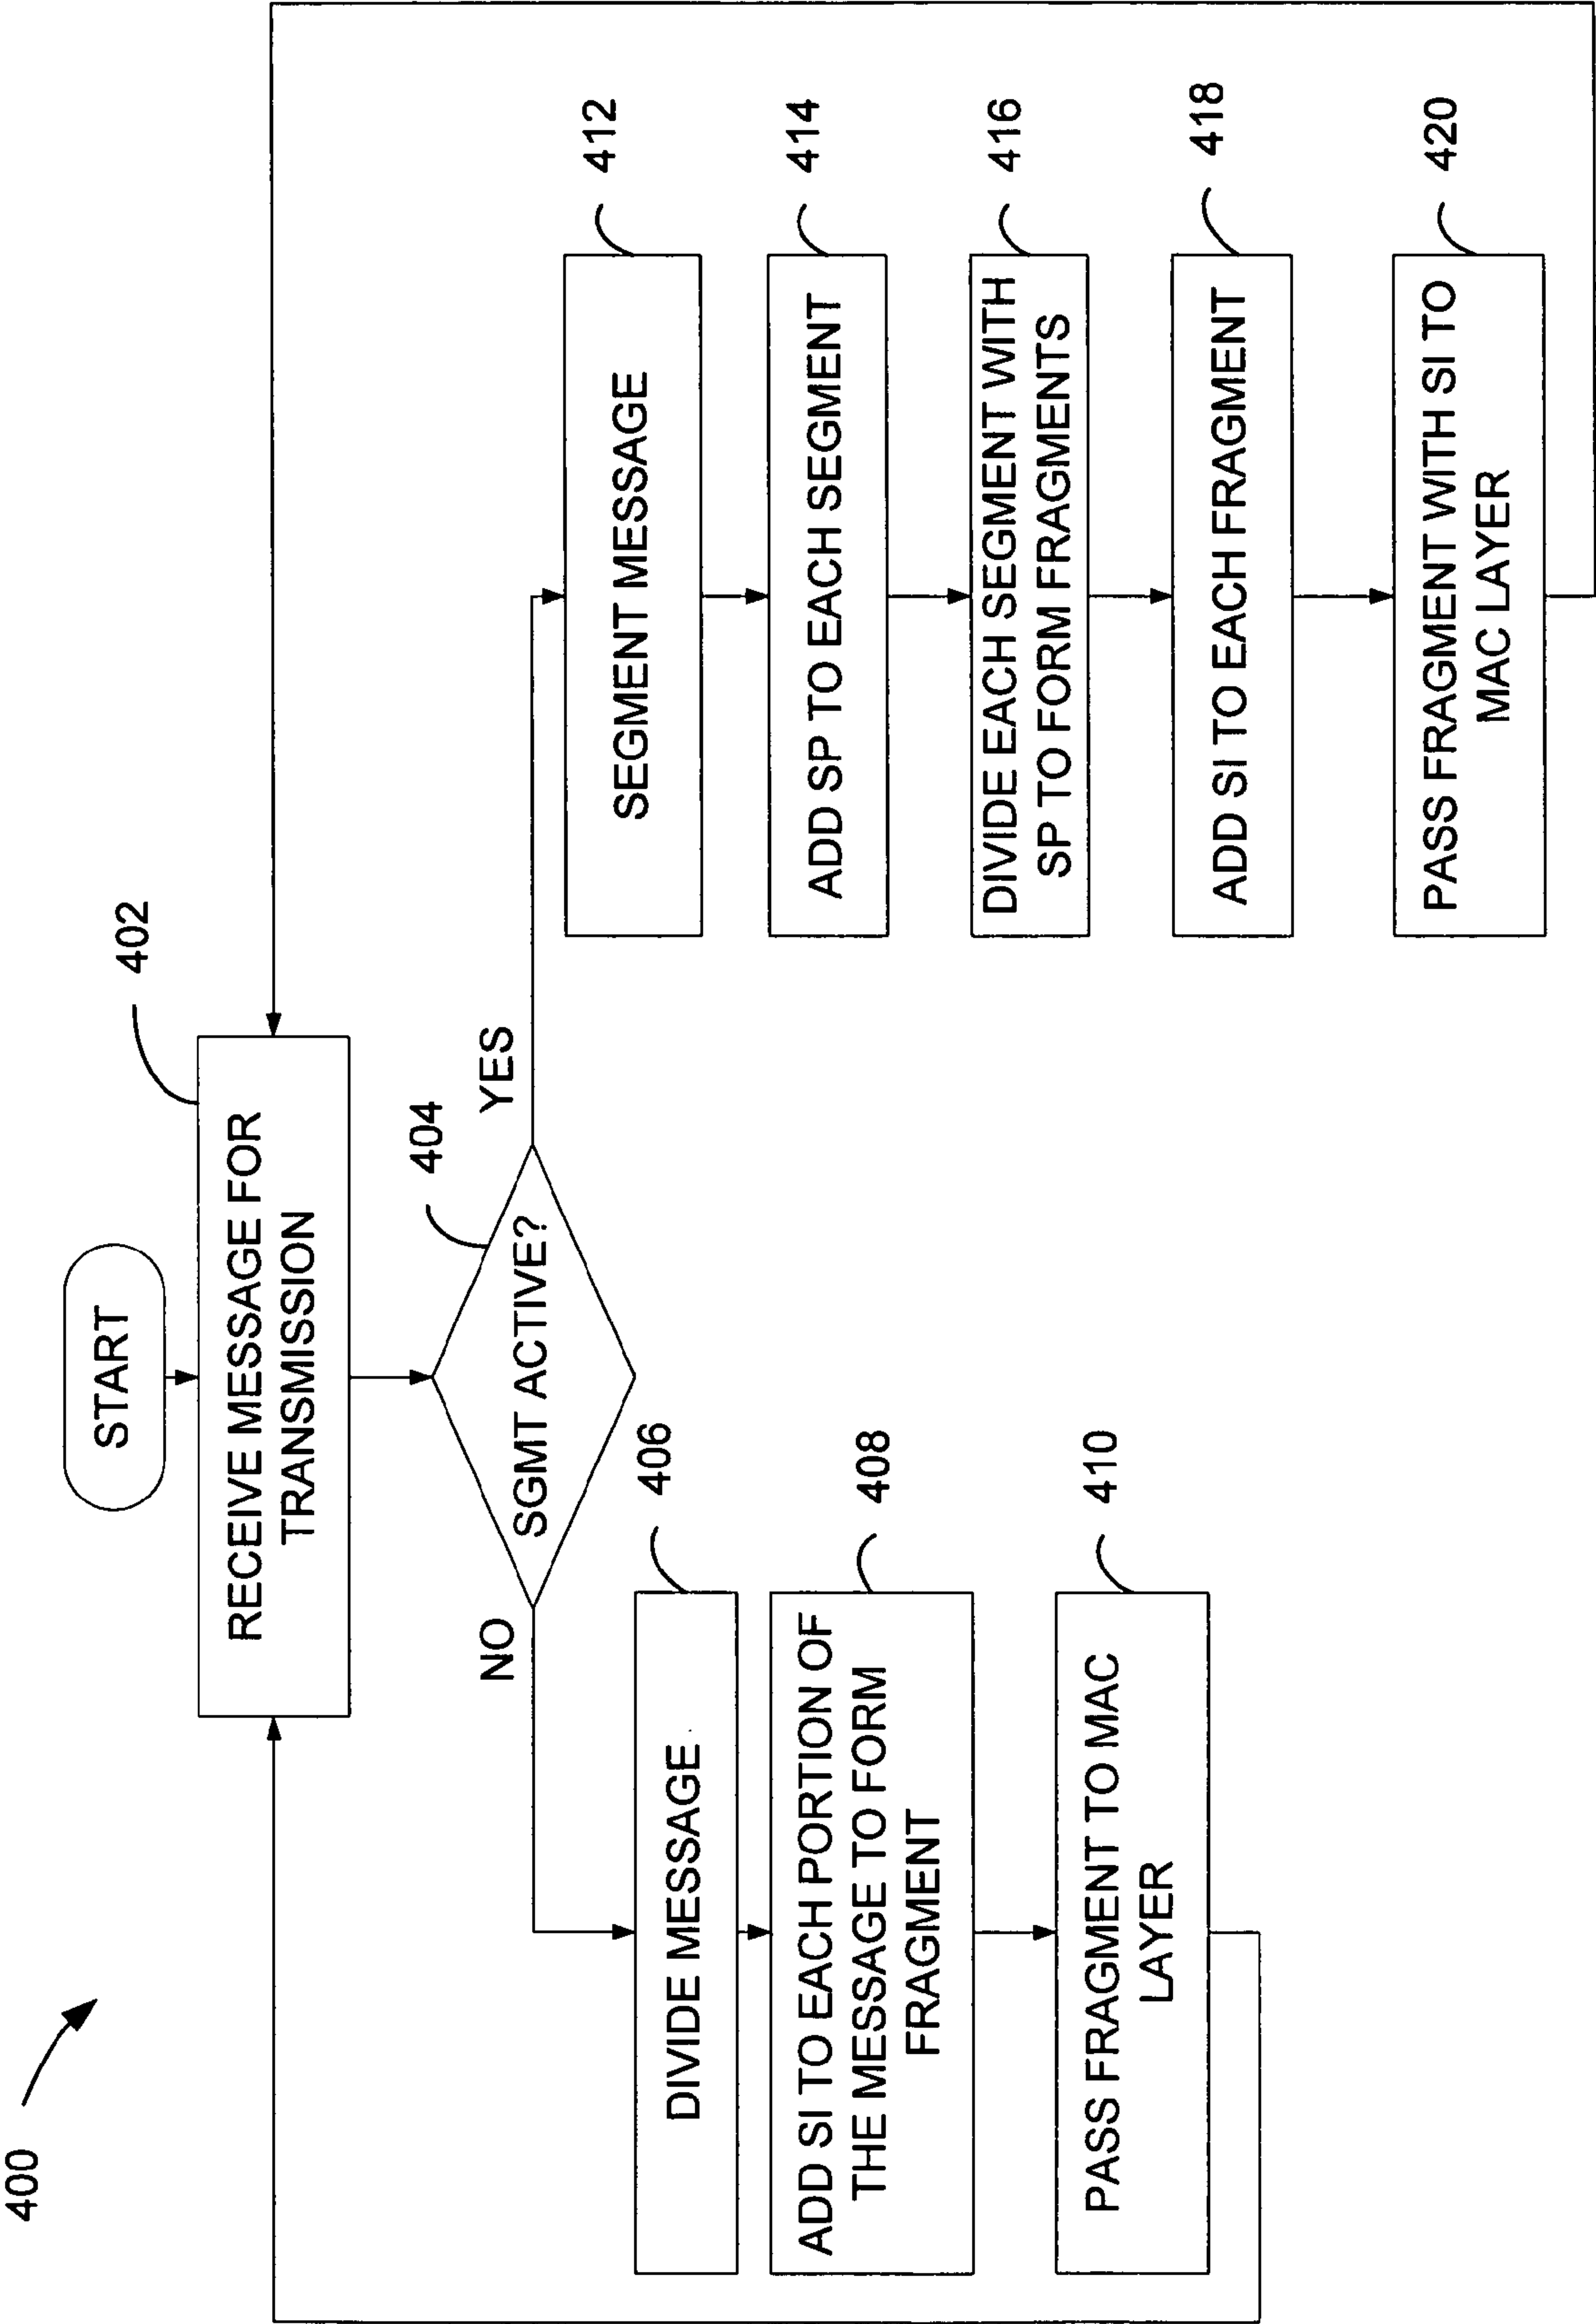 400
START
402
RECEIVE MESSAGE FOR
TRANSMISSION
404
SGMT ACTIVE?
NO
YES
406
DIVIDE MESSAGE
408
ADD SI TO EACH PORTION OF
THE MESSAGE TO FORM
FRAGMENT
410
PASS FRAGMENT TO MAC
LAYER
412
SEGMENT MESSAGE
414
ADD SP TO EACH SEGMENT
416
DIVIDE EACH SEGMENT WITH
SP TO FORM FRAGMENTS
418
ADD SI TO EACH FRAGMENT
420
PASS FRAGMENT WITH SI TO
MAC LAYER